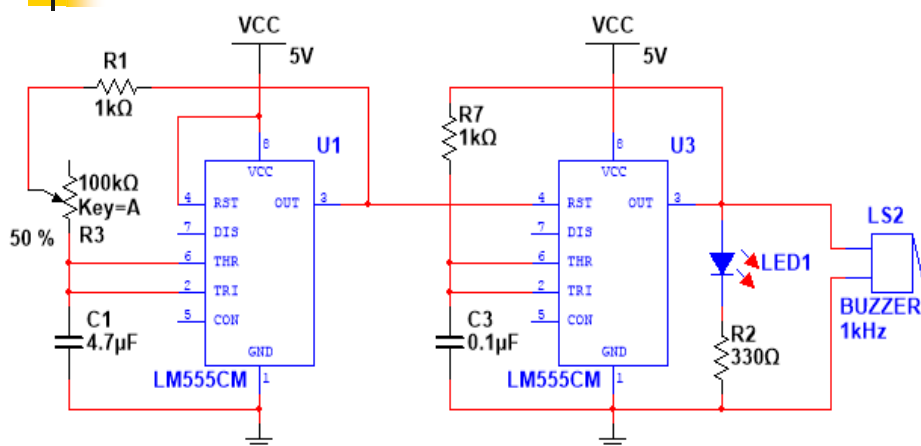 VCC
5V
R1
1kΩ
U1
8
VCC
4
RST
OUT
3
7
DIS
6
THR
2
TRI
5
CON
GND
1
LM555CM
100kΩ
Key=A
50 %
R3
C1
4.7µF
VCC
5V
R7
1kΩ
U3
8
VCC
4
RST
OUT
3
7
DIS
6
THR
2
TRI
5
CON
GND
1
LM555CM
C3
0.1µF
LED1
R2
330Ω
LS2
BUZZER
1kHz